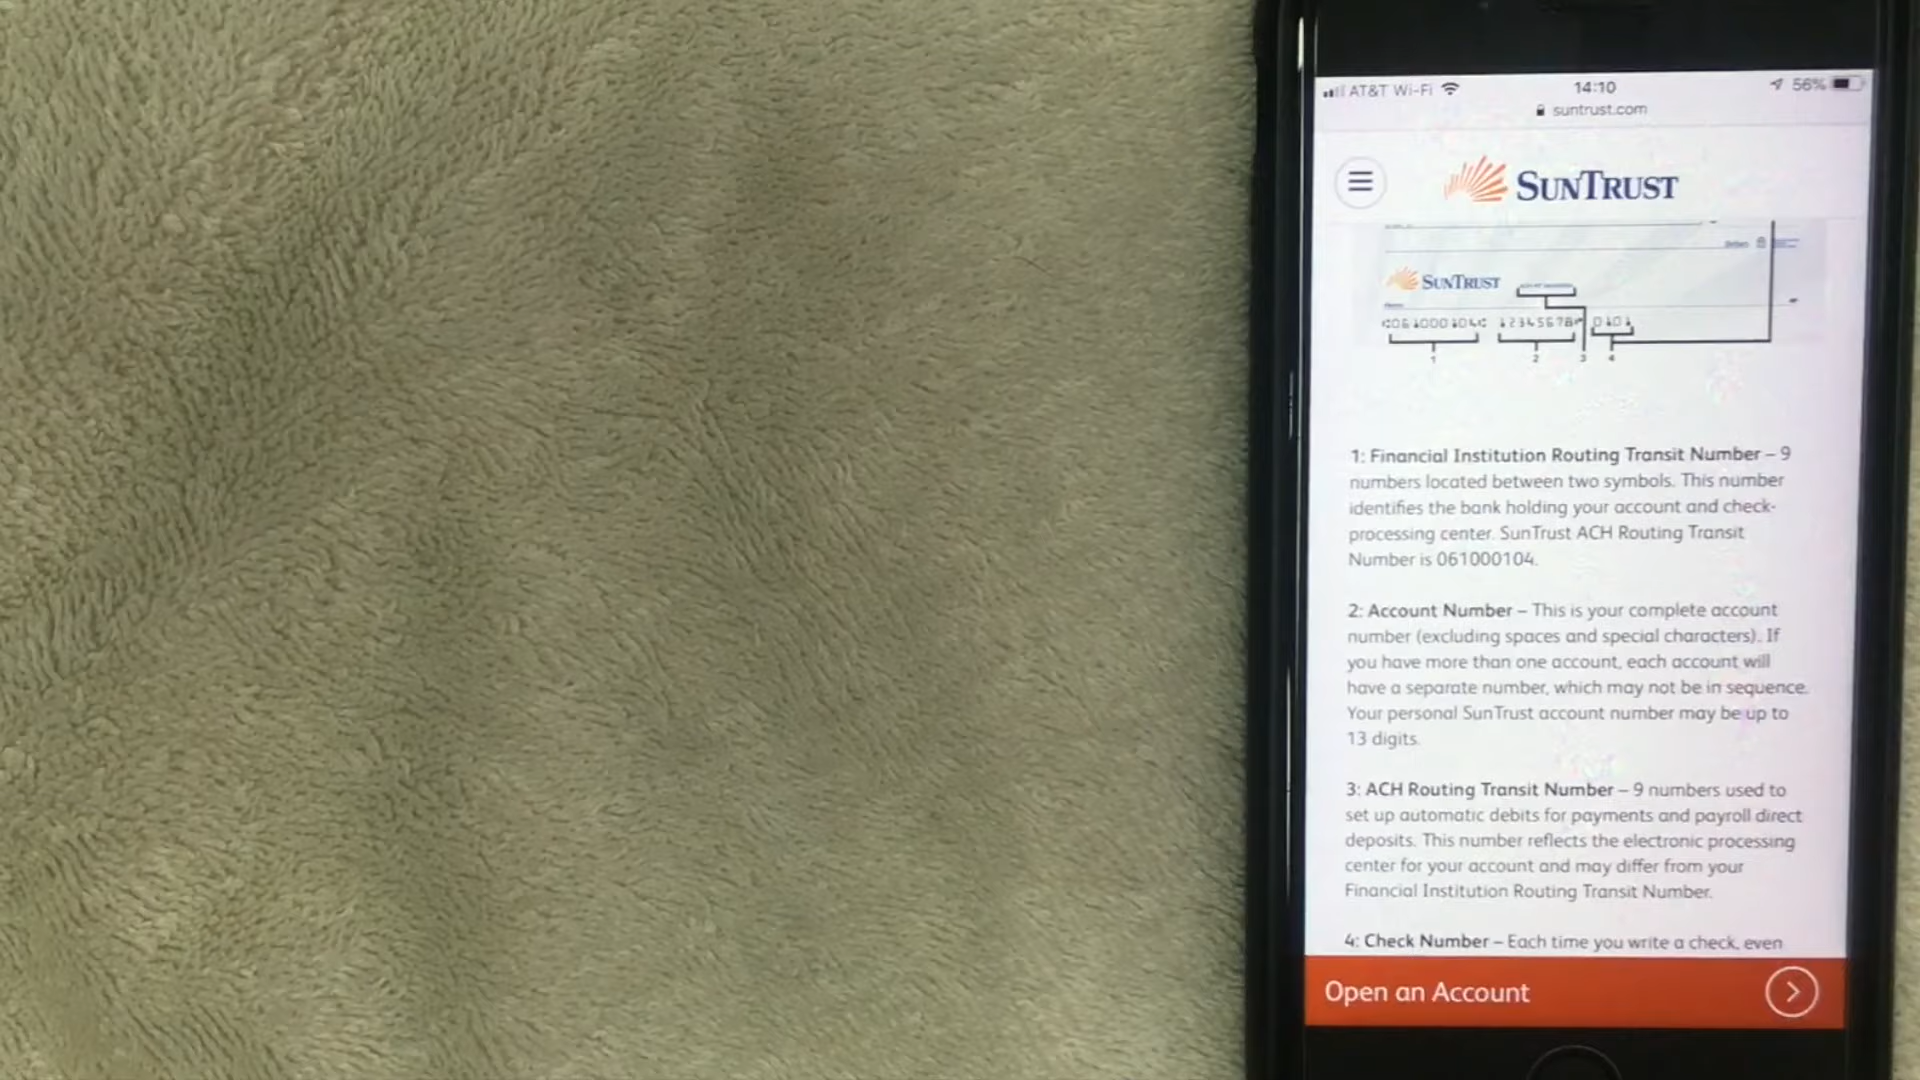 AT&T Wi-Fi 14:10 56%
suntrust.com
SUNTRUST
SUNTRUST
061000104 12345678 0101
1 2 3 4
1: Financial Institution Routing Transit Number – 9
numbers located between two symbols. This number
identifies the bank holding your account and check-
processing center. SunTrust ACH Routing Transit
Number is 061000104.
2: Account Number – This is your complete account
number (excluding spaces and special characters). If
you have more than one account, each account will
have a separate number, which may not be in sequence.
Your personal SunTrust account number may be up to
13 digits.
3: ACH Routing Transit Number – 9 numbers used to
set up automatic debits for payments and payroll direct
deposits. This number reflects the electronic processing
center for your account and may differ from your
Financial Institution Routing Transit Number.
4: Check Number – Each time you write a check, even
Open an Account